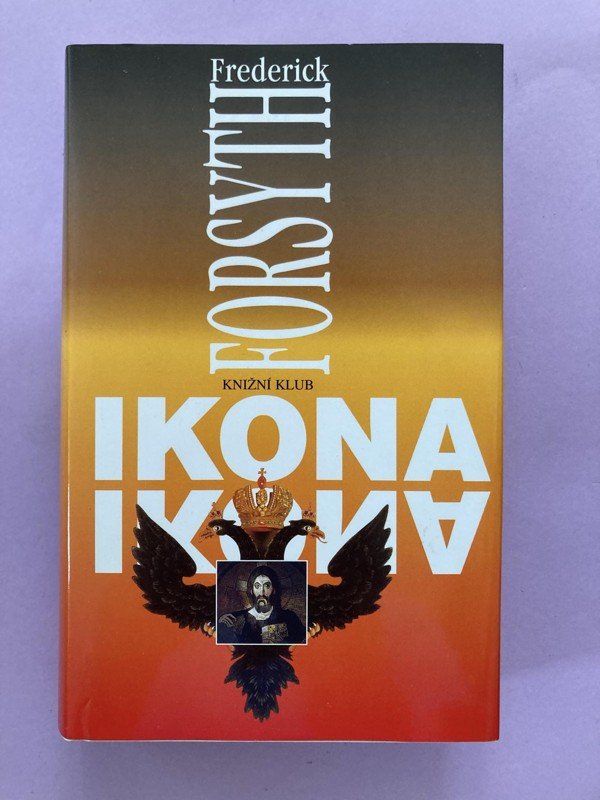 Frederick
FORSYTH
KNIŽNÍ KLUB
IKONA
IKONA